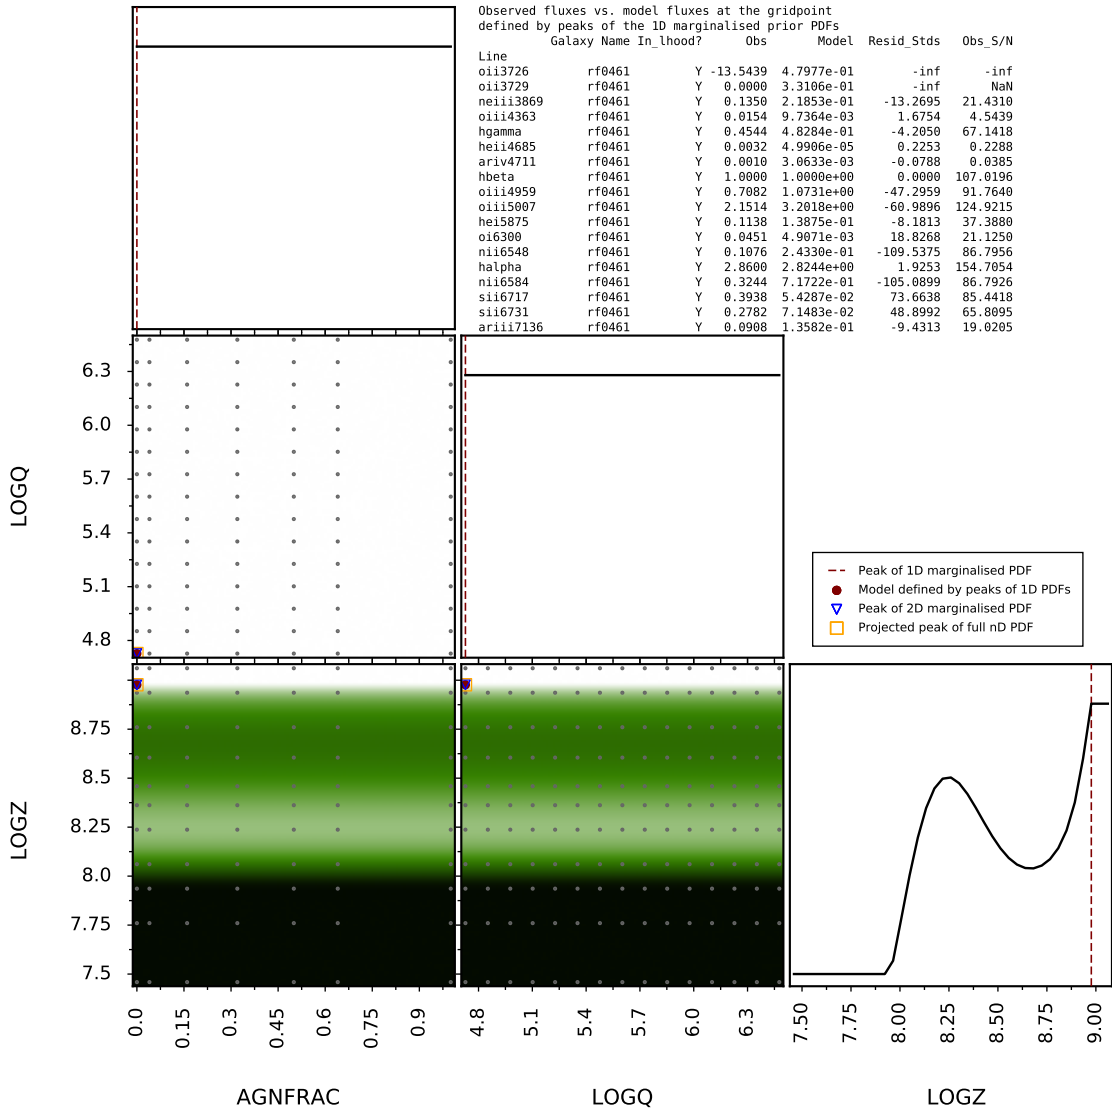 Observed fluxes vs. model fluxes at the gridpoint
defined by peaks of the 1D marginalised prior PDFs
Galaxy Name In_lhood? Obs Model Resid_Stds Obs_S/N
Line
oii3726 rf0461 Y -13.5439 4.7977e-01 -inf -inf
oii3729 rf0461 Y 0.0000 3.3106e-01 -inf NaN
neiii3869 rf0461 Y 0.1350 2.1853e-01 -13.2695 21.4310
oiii4363 rf0461 Y 0.0154 9.7364e-03 1.6754 4.5439
hgamma rf0461 Y 0.4544 4.8284e-01 -4.2050 67.1418
heii4685 rf0461 Y 0.0032 4.9906e-05 0.2253 0.2288
ariv4711 rf0461 Y 0.0010 3.0633e-03 -0.0788 0.0385
hbeta rf0461 Y 1.0000 1.0000e+00 0.0000 107.0196
oiii4959 rf0461 Y 0.7082 1.0731e+00 -47.2959 91.7640
oiii5007 rf0461 Y 2.1514 3.2018e+00 -60.9896 124.9215
hei5875 rf0461 Y 0.1138 1.3875e-01 -8.1813 37.3880
oi6300 rf0461 Y 0.0451 4.9071e-03 18.8268 21.1250
nii6548 rf0461 Y 0.1076 2.4330e-01 -109.5375 86.7956
halpha rf0461 Y 2.8600 2.8244e+00 1.9253 154.7054
nii6584 rf0461 Y 0.3244 7.1722e-01 -105.0899 86.7926
sii6717 rf0461 Y 0.3938 5.4287e-02 73.6638 85.4418
sii6731 rf0461 Y 0.2782 7.1483e-02 48.8992 65.8095
ariii7136 rf0461 Y 0.0908 1.3582e-01 -9.4313 19.0205
6.3
6.0
5.7
5.4
5.1
4.8
LOGQ
Peak of 1D marginalised PDF
Model defined by peaks of 1D PDFs
Peak of 2D marginalised PDF
Projected peak of full nD PDF
8.75
8.5
8.25
8.0
7.75
7.5
LOGZ
0.0 0.15 0.3 0.45 0.6 0.75 0.9
4.8 5.1 5.4 5.7 6.0 6.3
7.50 7.75 8.00 8.25 8.50 8.75 9.00
AGNFRAC LOGQ LOGZ